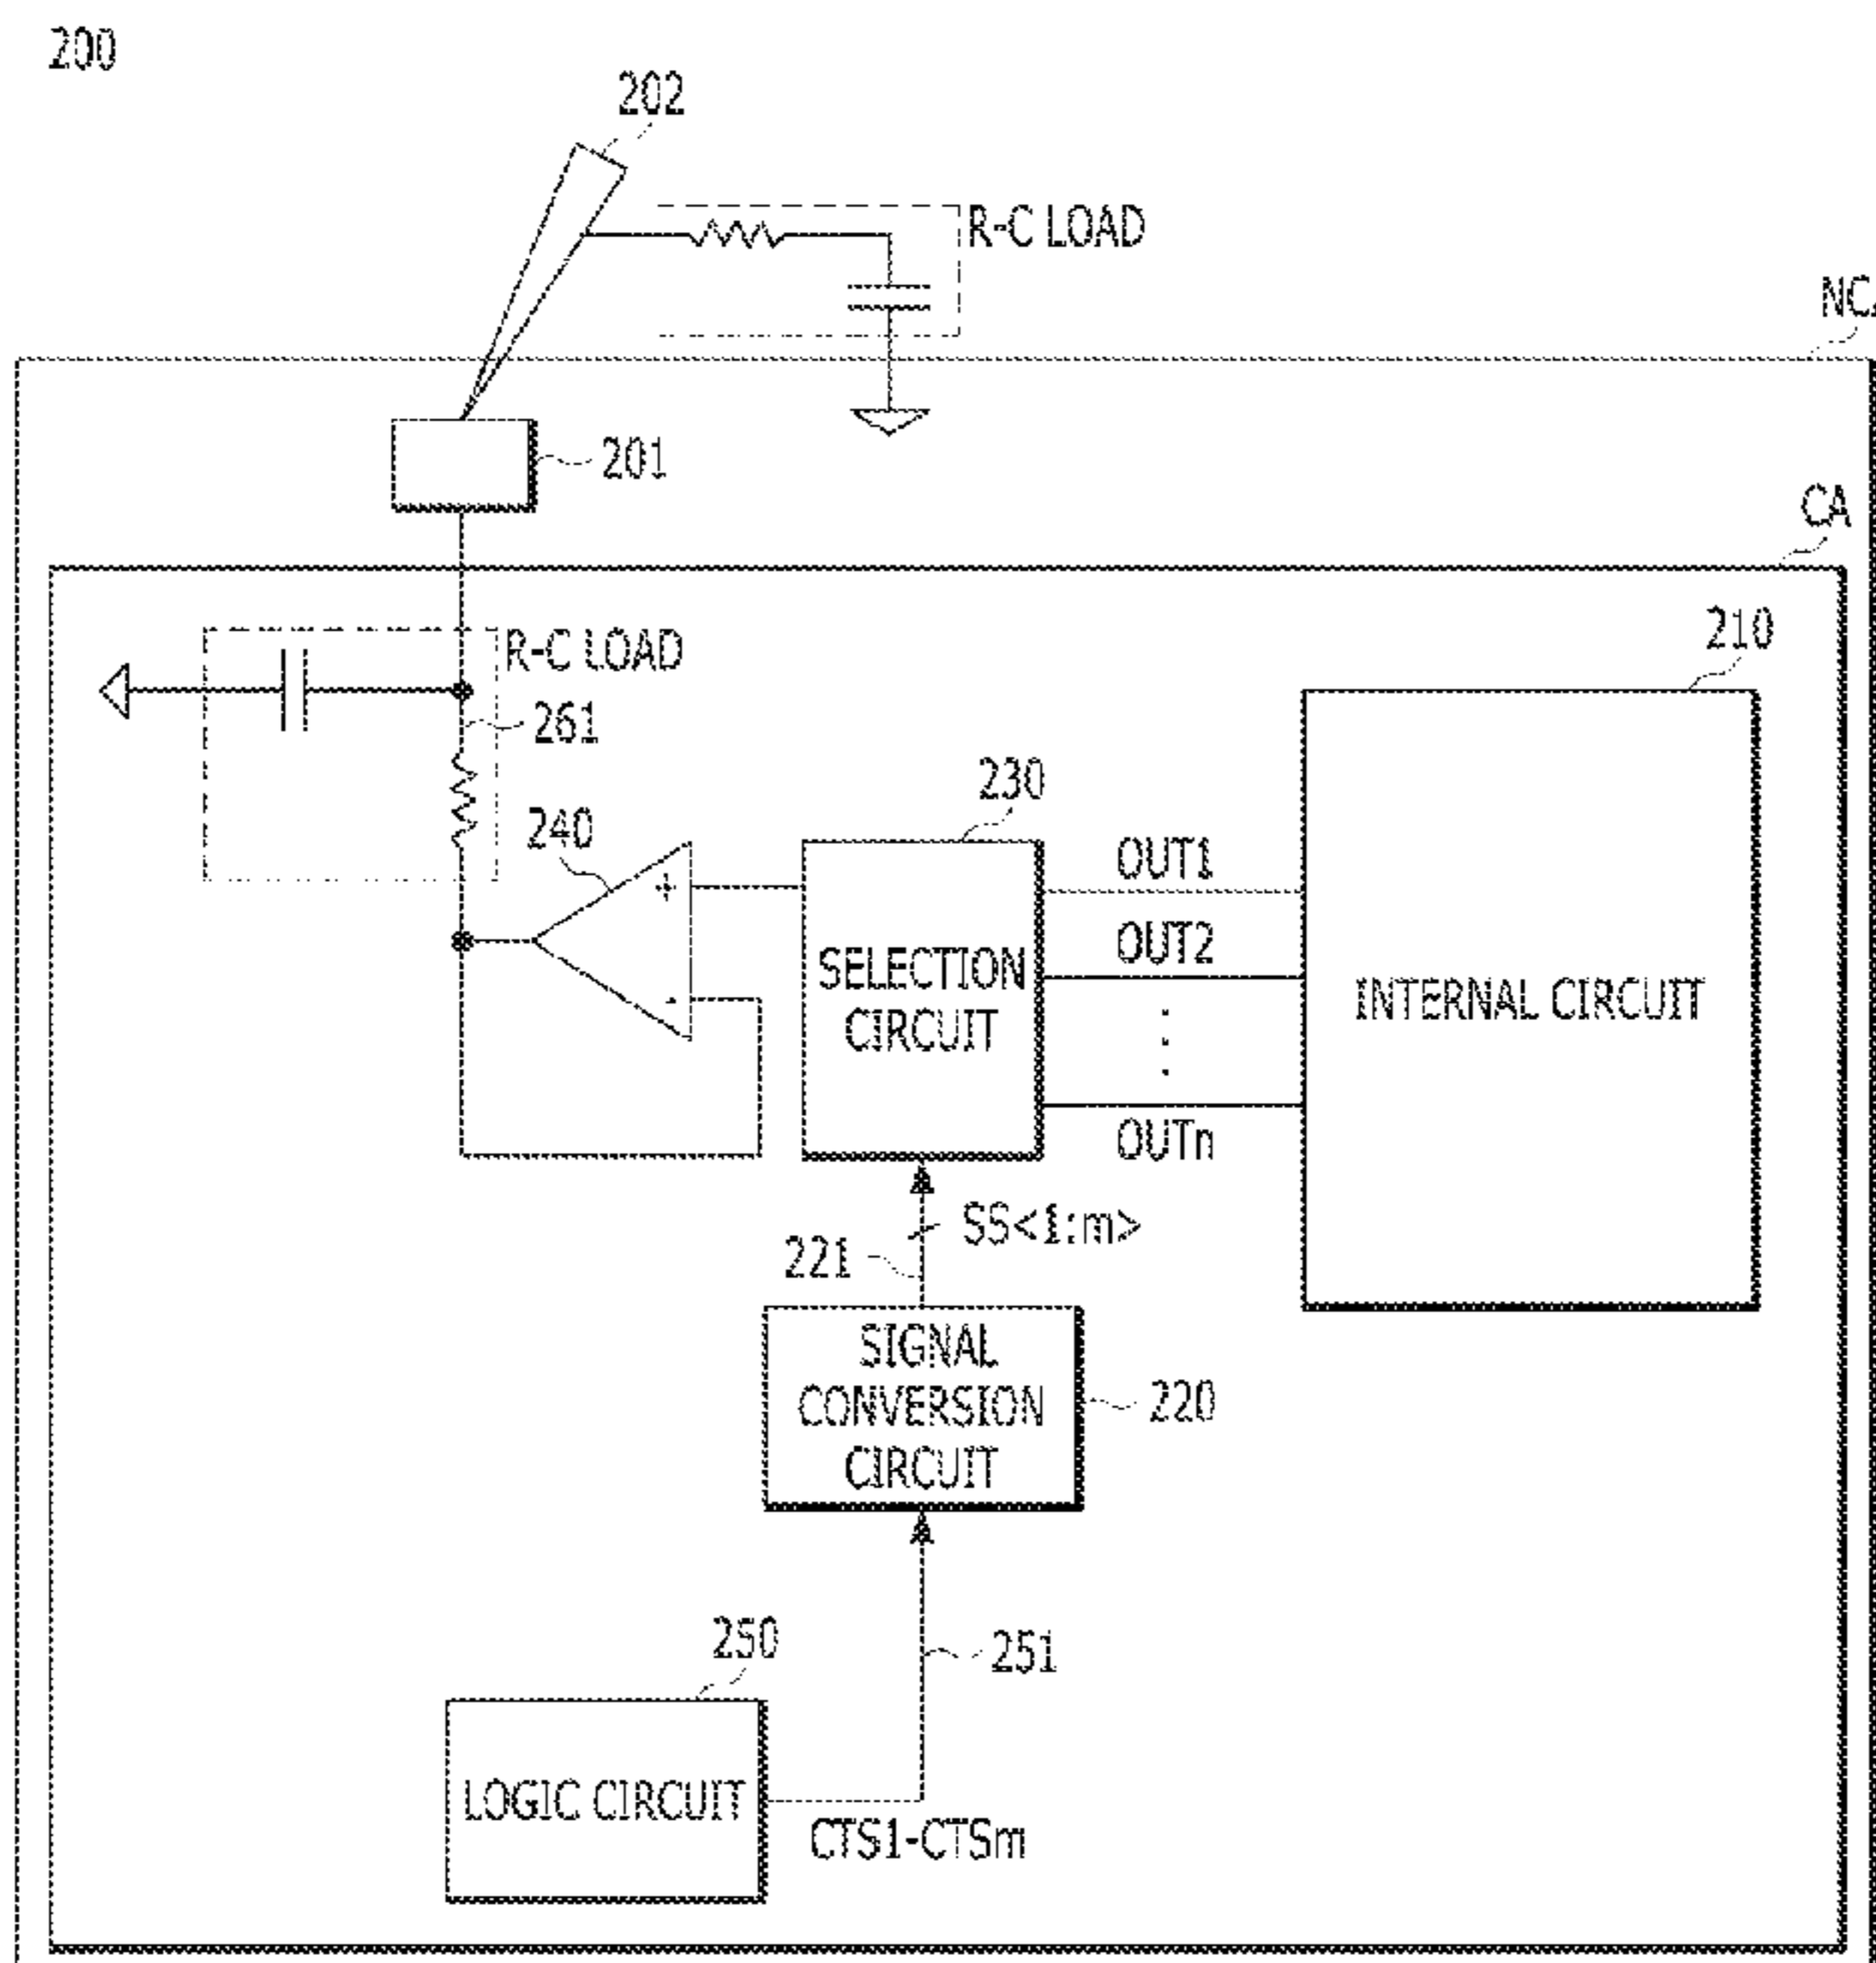 200
202
R-C LOAD
NC
201
CA
R-C LOAD
210
261
230
240
OUT1
+
OUT2
SELECTION
CIRCUIT
INTERNAL CIRCUIT
-
OUTn
SS<1:m>
221
SIGNAL
CONVERSION
CIRCUIT
220
250
251
LOGIC CIRCUIT
CTS1-CTSm